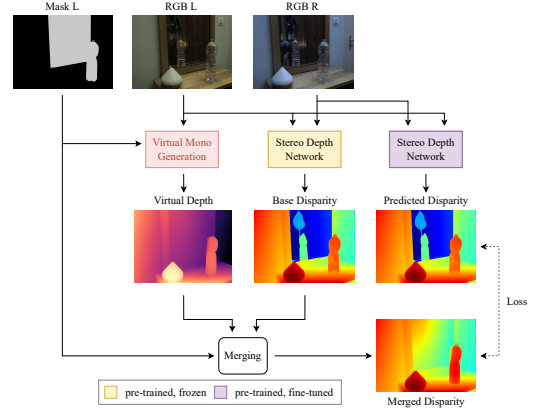 Mask L
RGB L
RGB R
Virtual Mono
Generation
Stereo Depth
Network
Stereo Depth
Network
Virtual Depth
Base Disparity
Predicted Disparity
Loss
Merging
pre-trained, frozen
pre-trained, fine-tuned
Merged Disparity